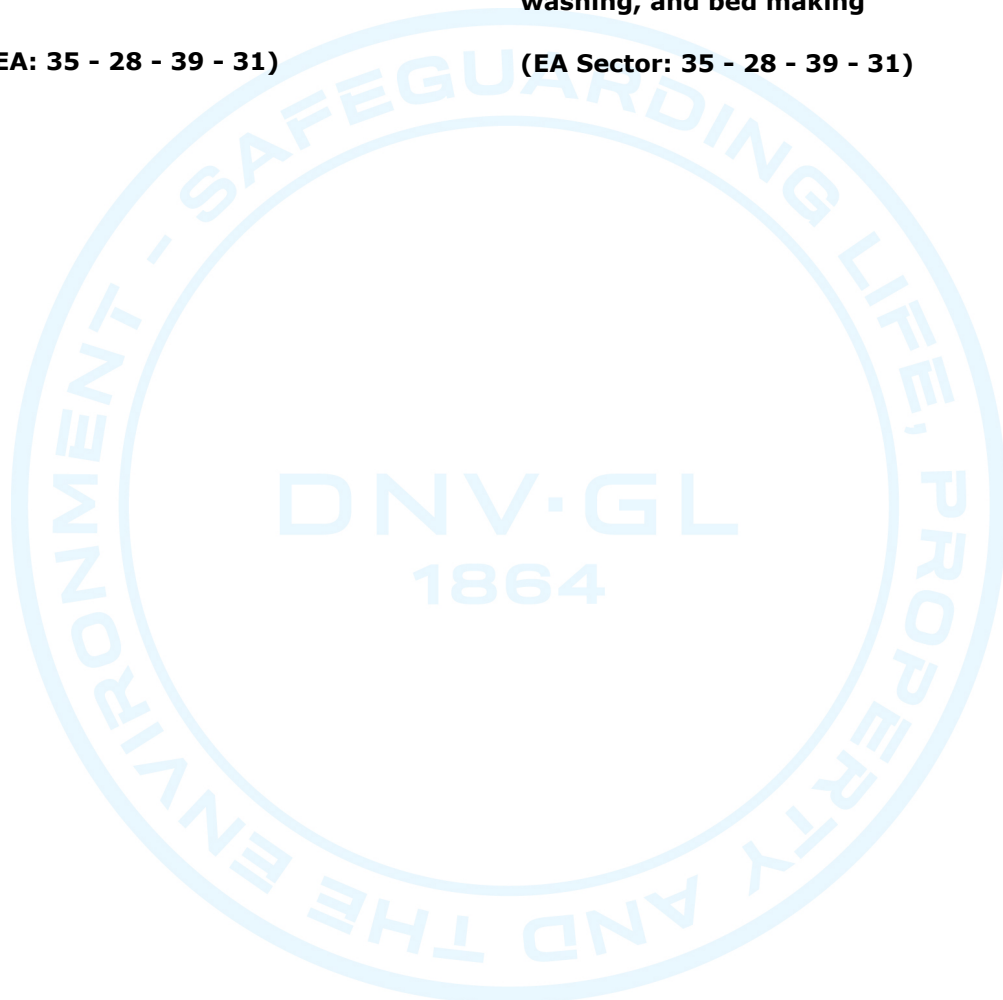 washing, and bed making
EA: 35 - 28 - 39 - 31)
(EA Sector: 35 - 28 - 39 - 31)
SAFEGUARDING LIFE, PROPERTY AND THE ENVIRONMENT -
DNV·GL
1864